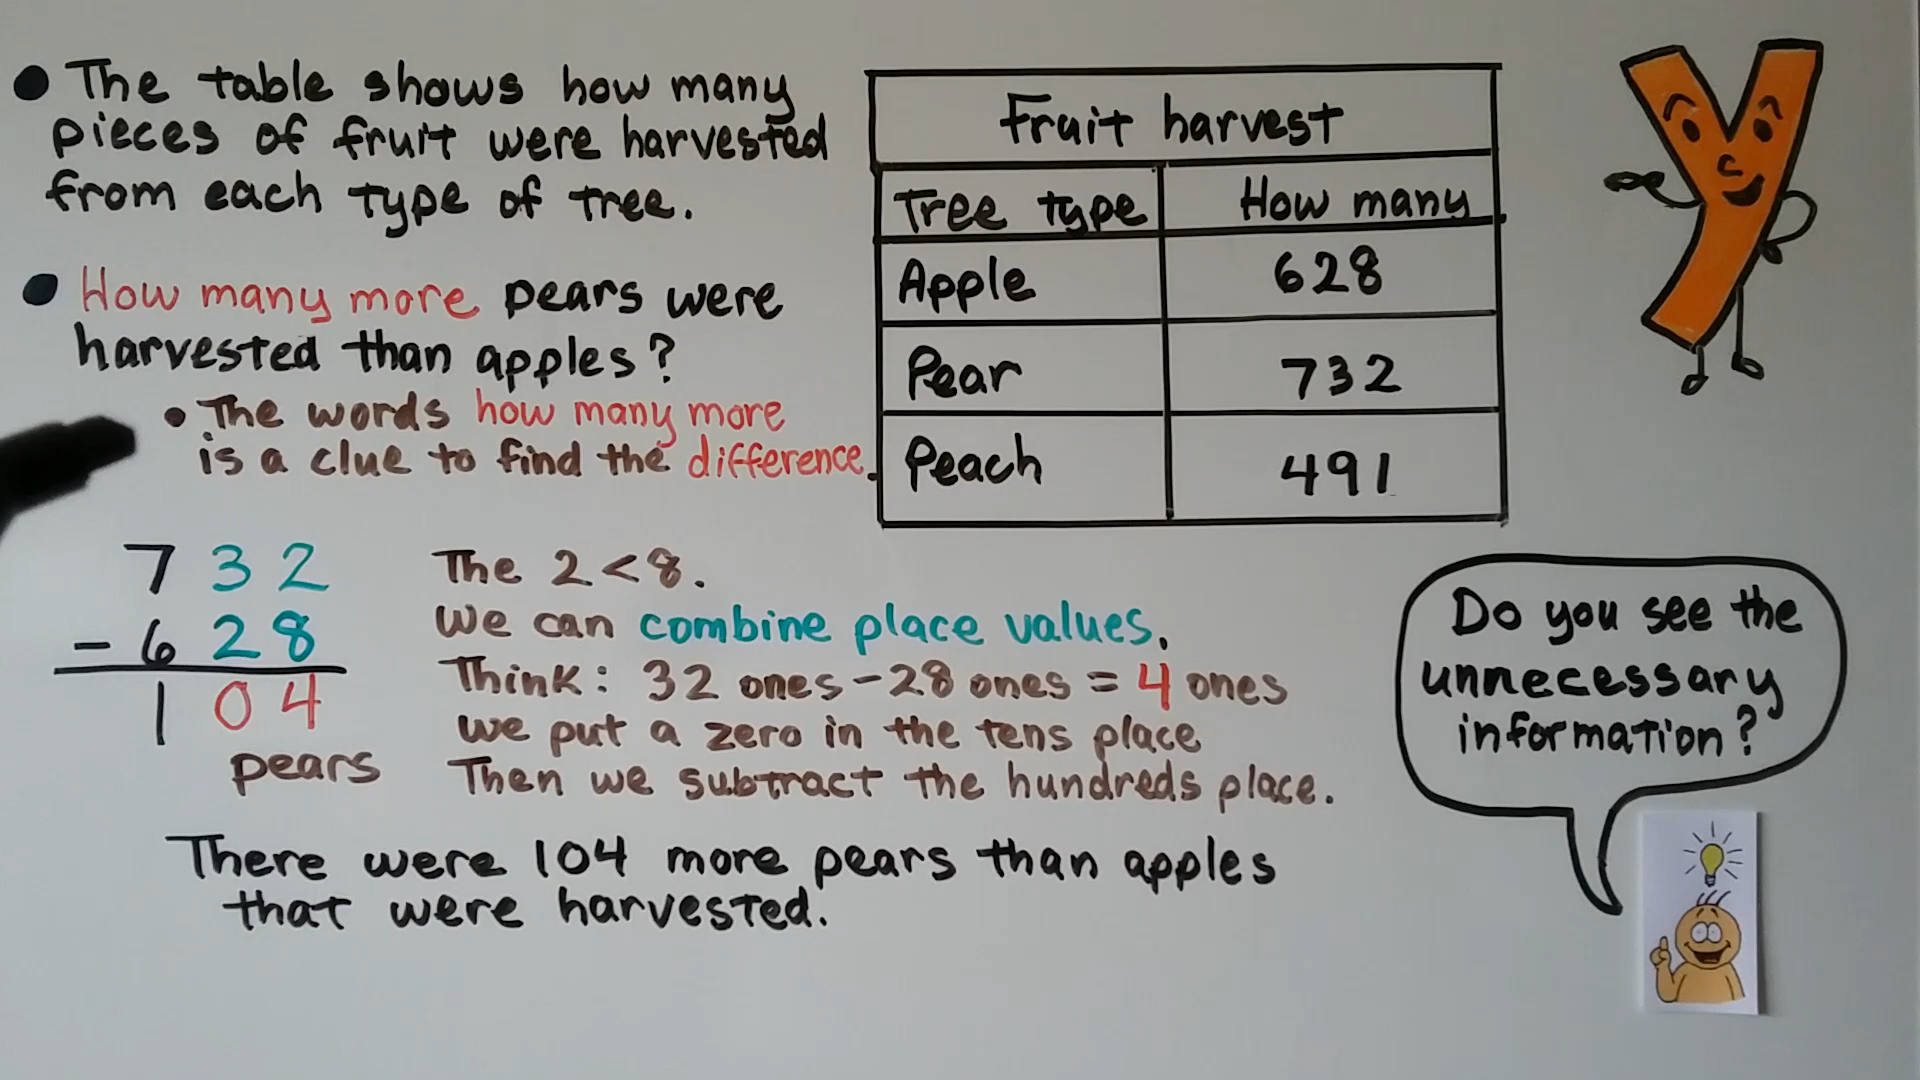 The table shows how many
pieces of fruit were harvested
from each type of tree.
How many more pears were
harvested than apples?
The words how many more
is a clue to find the difference.
Fruit harvest
Tree type How many
Apple 628
Pear 732
Peach 491
732
- 628
104
pears
The 2 < 8.
We can combine place values.
Think: 32 ones - 28 ones = 4 ones
We put a zero in the tens place
Then we subtract the hundreds place.
There were 104 more pears than apples
that were harvested.
Do you see the
unnecessary
information?